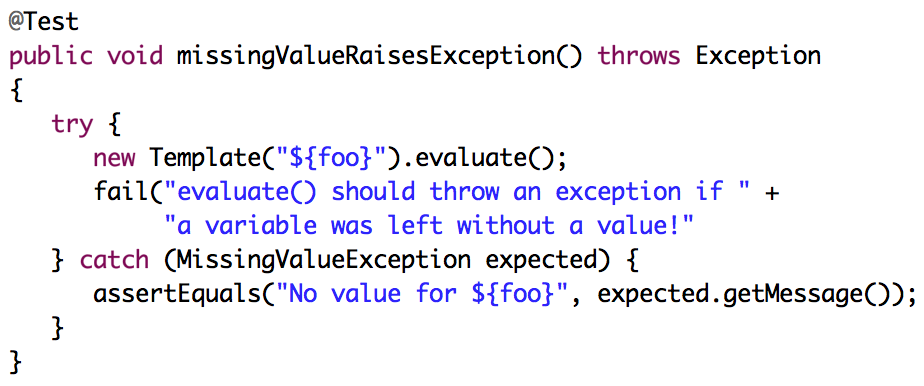 @Test
public void missingValueRaisesException() throws Exception
{
try {
new Template("${foo}").evaluate();
fail("evaluate() should throw an exception if " +
"a variable was left without a value!"
} catch (MissingValueException expected) {
assertEquals("No value for ${foo}", expected.getMessage());
}
}